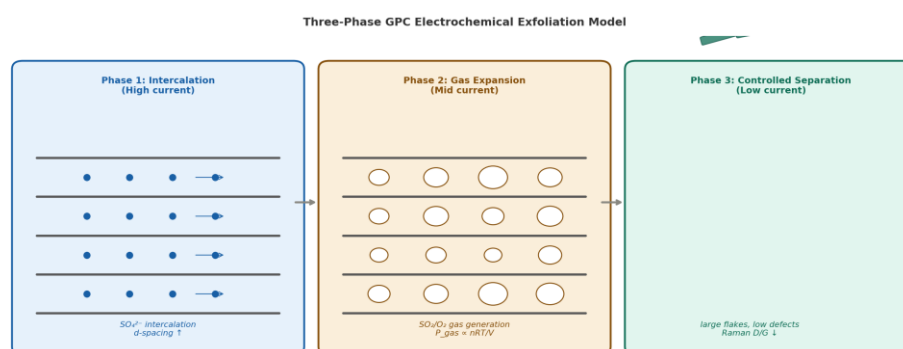 Three-Phase GPC Electrochemical Exfoliation Model
Phase 1: Intercalation
(High current)
Phase 2: Gas Expansion
(Mid current)
Phase 3: Controlled Separation
(Low current)
SO₄²⁻ intercalation
d-spacing ↑
SO₂/O₂ gas generation
P_gas ∝ nRT/V
large flakes, low defects
Raman D/G ↓